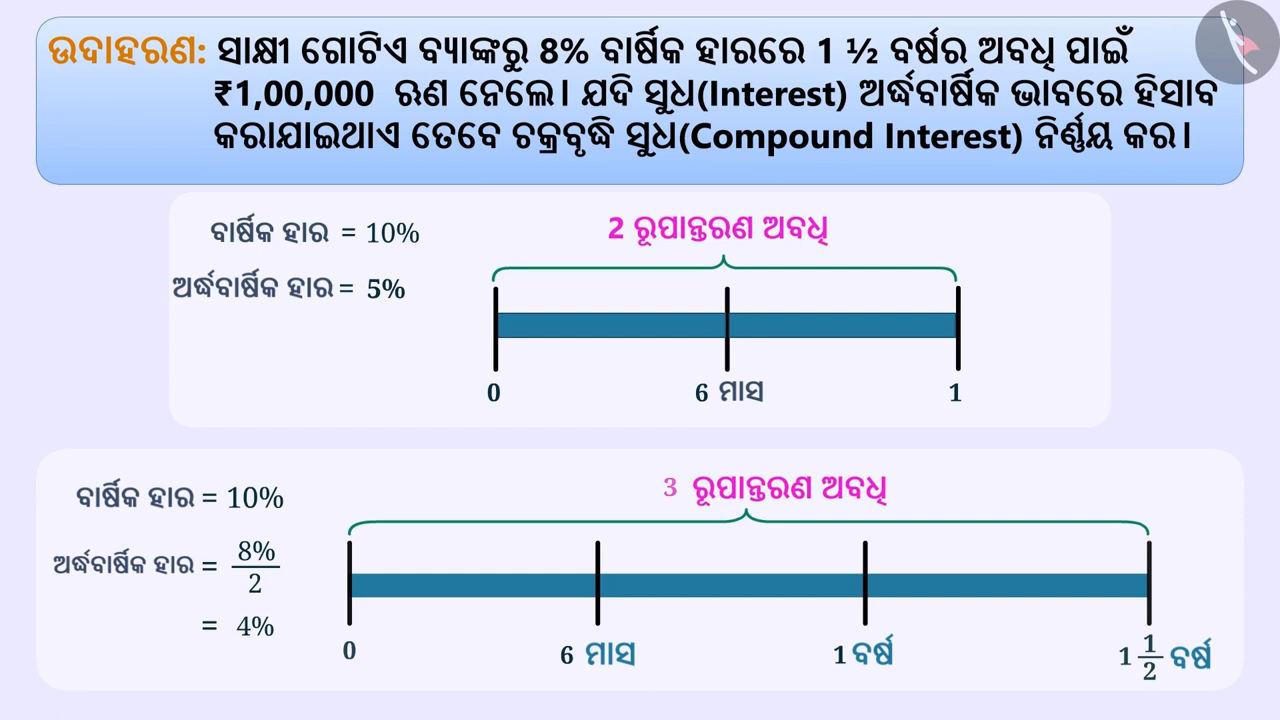 ଉଦାହରଣ: ସାକ୍ଷୀ ଗୋଟିଏ ବ୍ୟାଙ୍କରୁ 8% ବାର୍ଷିକ ହାରରେ 1 ½ ବର୍ଷର ଅବଧି ପାଇଁ
₹1,00,000 ଋଣ ନେଲେ। ଯଦି ସୁଧ(Interest) ଅର୍ଦ୍ଧବାର୍ଷିକ ଭାବରେ ହିସାବ
କରାଯାଇଥାଏ ତେବେ ଚକ୍ରବୃଦ୍ଧି ସୁଧ(Compound Interest) ନିର୍ଣ୍ଣୟ କର।
ବାର୍ଷିକ ହାର = 10%
2 ରୂପାନ୍ତରଣ ଅବଧି
ଅର୍ଦ୍ଧବାର୍ଷିକ ହାର = 5%
0 6 ମାସ 1
ବାର୍ଷିକ ହାର = 10%
3 ରୂପାନ୍ତରଣ ଅବଧି
ଅର୍ଦ୍ଧବାର୍ଷିକ ହାର = 8%/2
= 4%
0 6 ମାସ 1 ବର୍ଷ 1 1/2 ବର୍ଷ